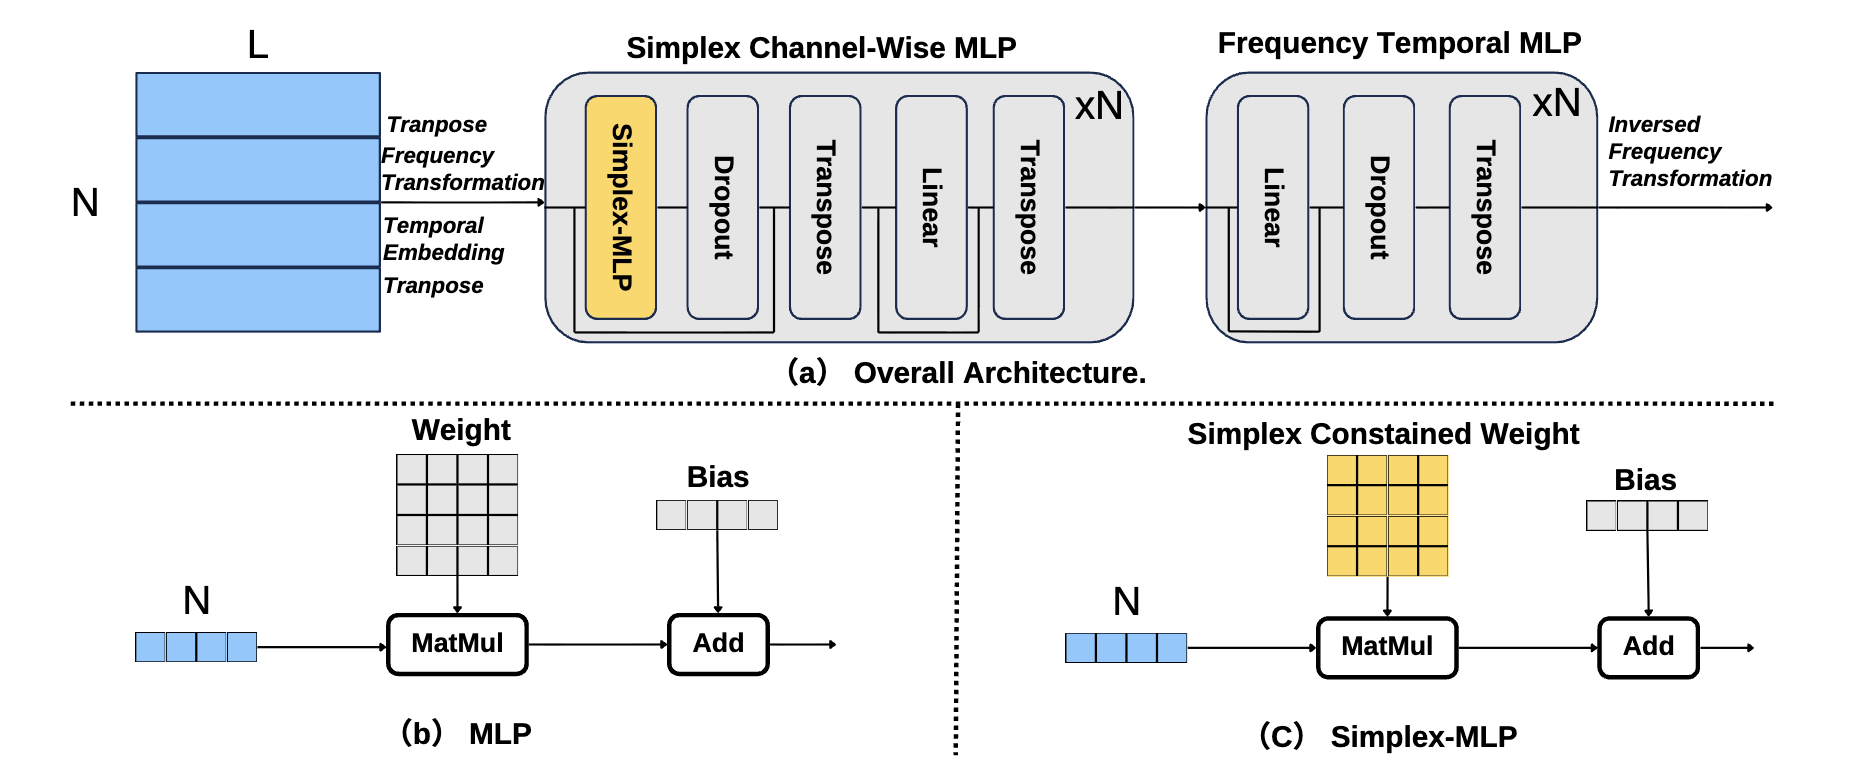 L
N
Tranpose
Frequency
Transformation
Temporal
Embedding
Tranpose
Simplex Channel-Wise MLP
Simplex-MLP
Dropout
Transpose
Linear
Transpose
xN
Frequency Temporal MLP
Linear
Dropout
Transpose
xN
Inversed
Frequency
Transformation
（a） Overall Architecture.
Weight
Bias
N
MatMul
Add
（b） MLP
Simplex Constained Weight
Bias
N
MatMul
Add
（C） Simplex-MLP